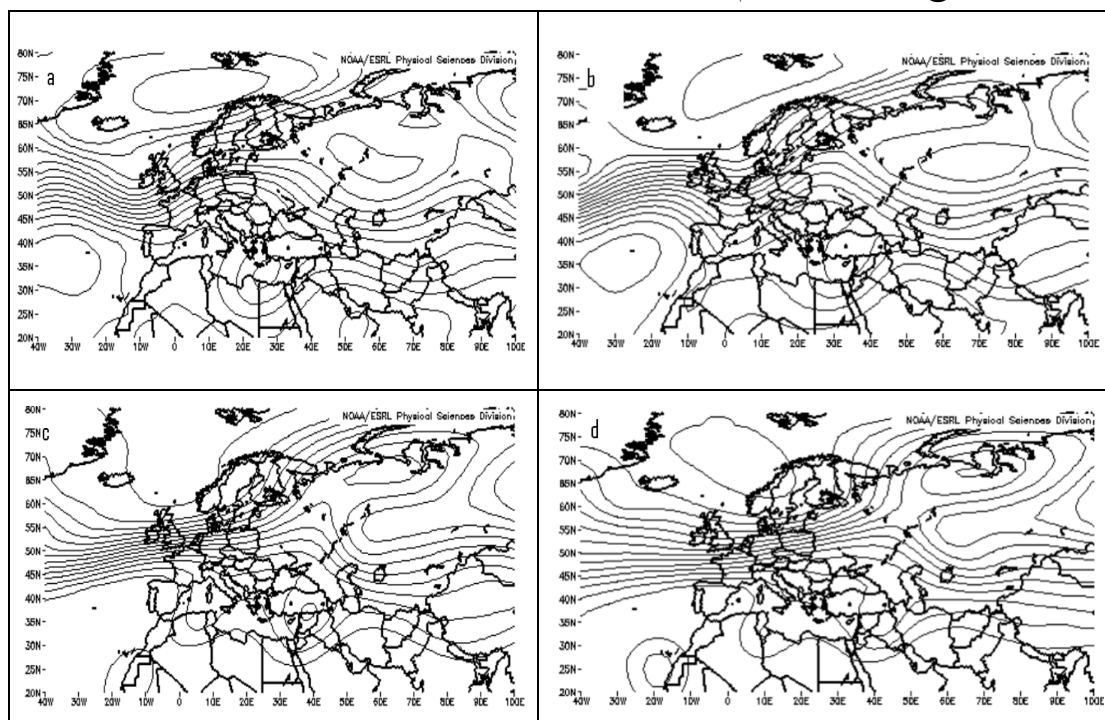 a
NOAA/ESRL Physical Sciences Division
80N
75N
70N
65N
60N
55N
50N
45N
40N
35N
30N
25N
20N
40W 30W 20W 10W 0 10E 20E 30E 40E 50E 60E 70E 80E 90E 100E
b
NOAA/ESRL Physical Sciences Division
80N
75N
70N
65N
60N
55N
50N
45N
40N
35N
30N
25N
20N
40W 30W 20W 10W 0 10E 20E 30E 40E 50E 60E 70E 80E 90E 100E
c
NOAA/ESRL Physical Sciences Division
80N
75N
70N
65N
60N
55N
50N
45N
40N
35N
30N
25N
20N
40W 30W 20W 10W 0 10E 20E 30E 40E 50E 60E 70E 80E 90E 100E
d
NOAA/ESRL Physical Sciences Division
80N
75N
70N
65N
60N
55N
50N
45N
40N
35N
30N
25N
20N
40W 30W 20W 10W 0 10E 20E 30E 40E 50E 60E 70E 80E 90E 100E